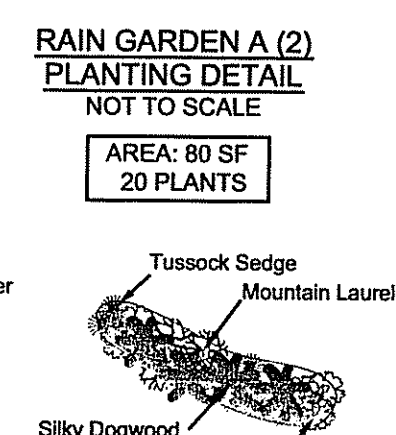 RAIN GARDEN A (2)
PLANTING DETAIL
NOT TO SCALE
AREA: 80 SF
20 PLANTS
Tussock Sedge
Mountain Laurel
Silky Dogwood